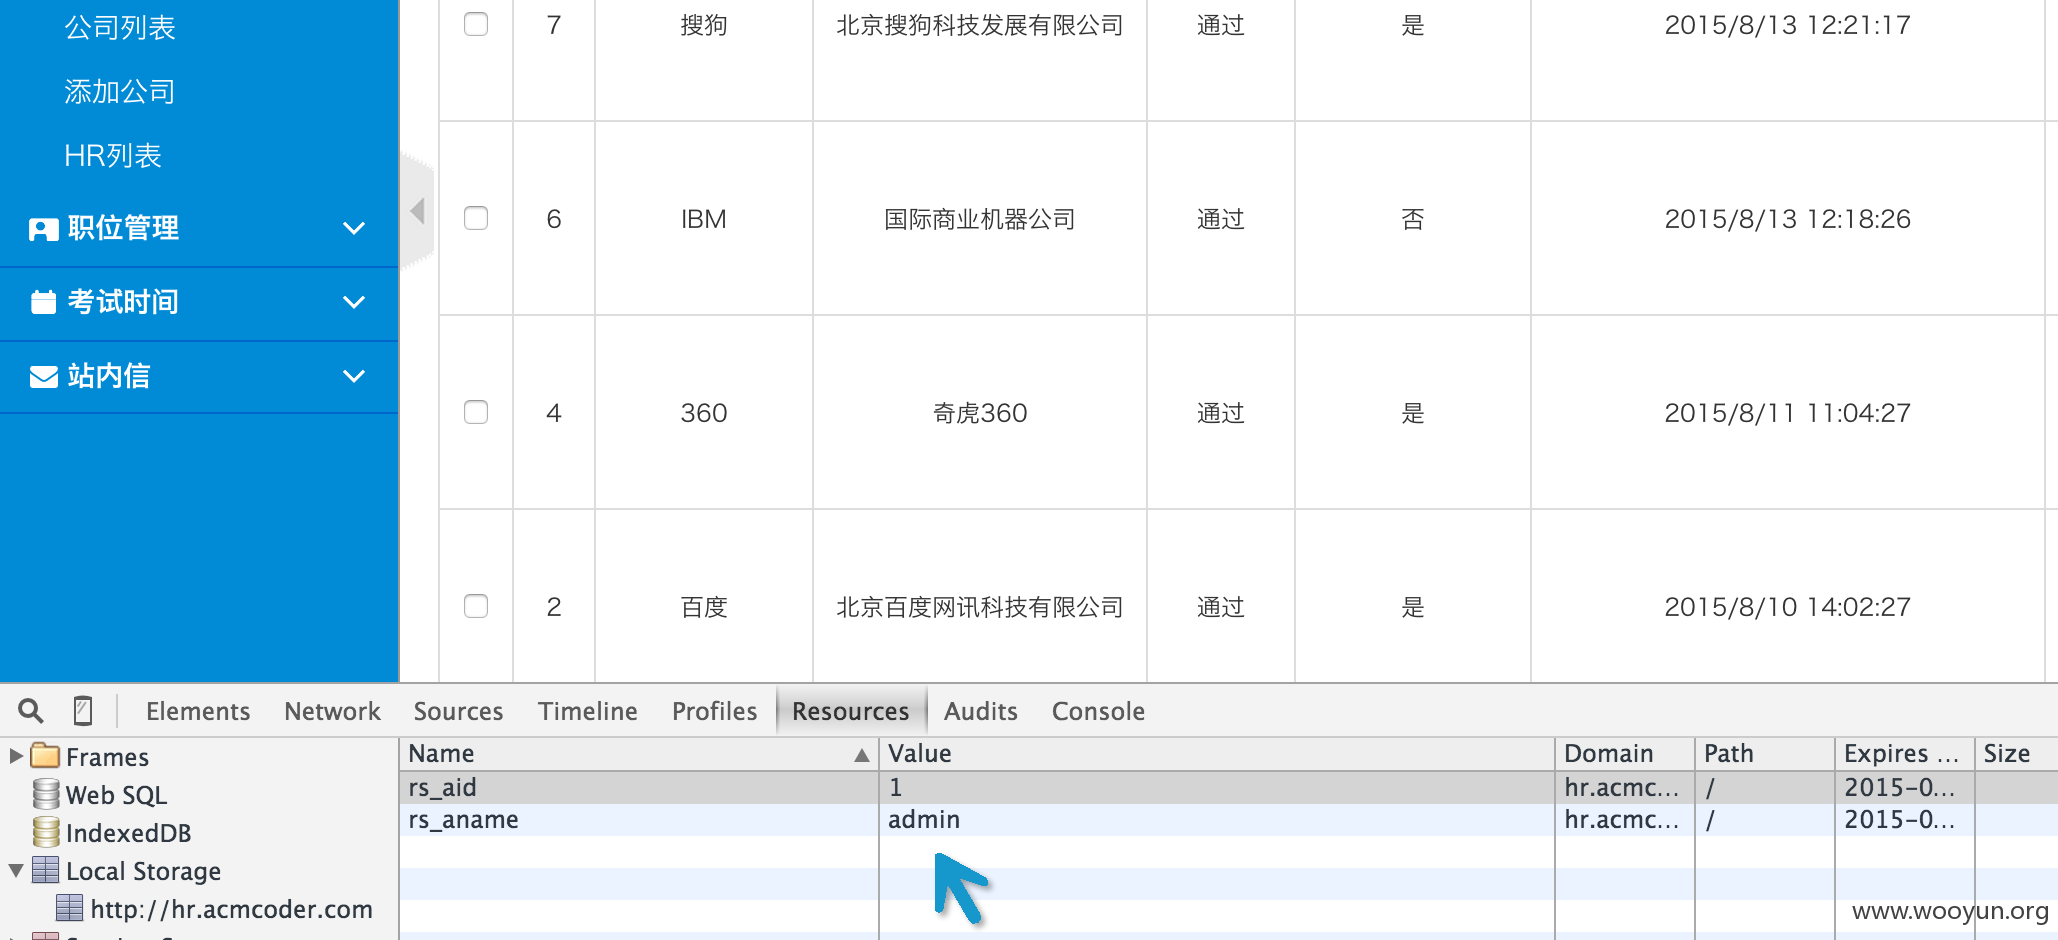 公司列表
添加公司
HR列表
职位管理
考试时间
站内信
7 搜狗 北京搜狗科技发展有限公司 通过 是 2015/8/13 12:21:17
6 IBM 国际商业机器公司 通过 否 2015/8/13 12:18:26
4 360 奇虎360 通过 是 2015/8/11 11:04:27
2 百度 北京百度网讯科技有限公司 通过 是 2015/8/10 14:02:27
Elements Network Sources Timeline Profiles Resources Audits Console
Frames
Web SQL
IndexedDB
Local Storage
http://hr.acmcoder.com
Name Value Domain Path Expires ... Size
rs_aid 1 hr.acmc... / 2015-0...
rs_aname admin hr.acmc... / 2015-0...
www.wooyun.org